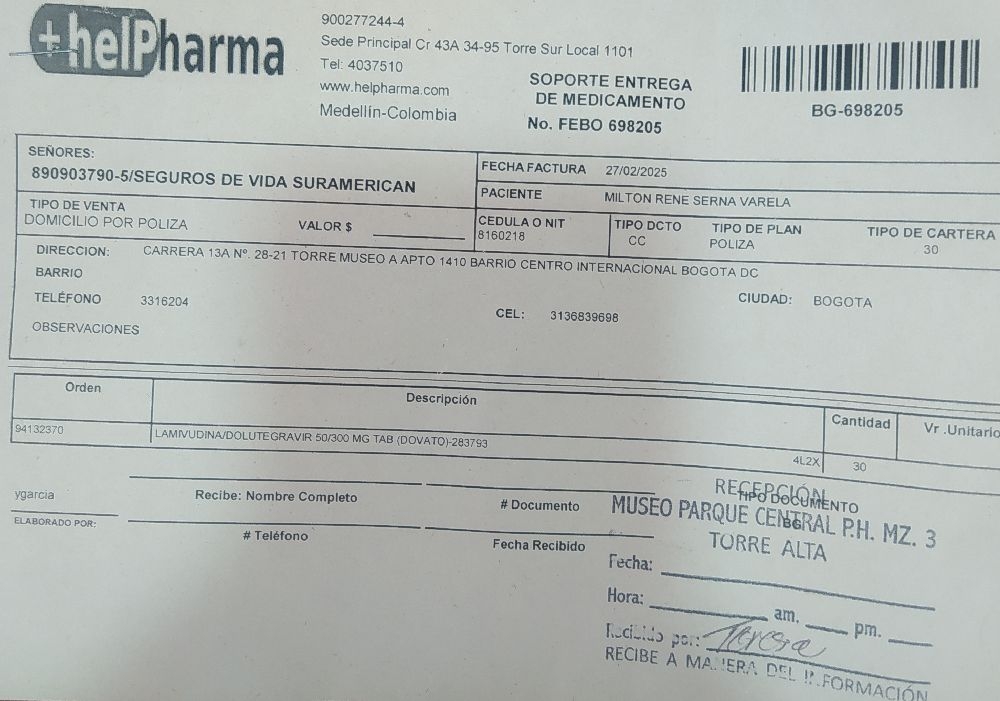 +helPharma
900277244-4
Sede Principal Cr 43A 34-95 Torre Sur Local 1101
Tel: 4037510
www.helpharma.com
Medellín-Colombia
SOPORTE ENTREGA
DE MEDICAMENTO
No. FEBO 698205
BG-698205
SEÑORES:
890903790-5/SEGUROS DE VIDA SURAMERICAN
FECHA FACTURA 27/02/2025
PACIENTE MILTON RENE SERNA VARELA
TIPO DE VENTA
DOMICILIO POR POLIZA
VALOR $
CEDULA O NIT
8160218
TIPO DCTO
CC
TIPO DE PLAN
POLIZA
TIPO DE CARTERA
30
DIRECCION: CARRERA 13A Nº. 28-21 TORRE MUSEO A APTO 1410 BARRIO CENTRO INTERNACIONAL BOGOTA DC
BARRIO
TELÉFONO 3316204
CEL: 3136839698
CIUDAD: BOGOTA
OBSERVACIONES
Orden Descripción Cantidad Vr .Unitario
94132370 LAMIVUDINA/DOLUTEGRAVIR 50/300 MG TAB (DOVATO)-283793 4L2X 30
ygarcia
ELABORADO POR:
Recibe: Nombre Completo
# Documento
TIPO DOCUMENTO
BG
# Teléfono
Fecha Recibido
RECEPCIÓN
MUSEO PARQUE CENTRAL P.H. MZ. 3
TORRE ALTA
Fecha:
Hora: am. pm.
Recibido por: Teresa
RECIBE A MANERA DEL INFORMACIÓN